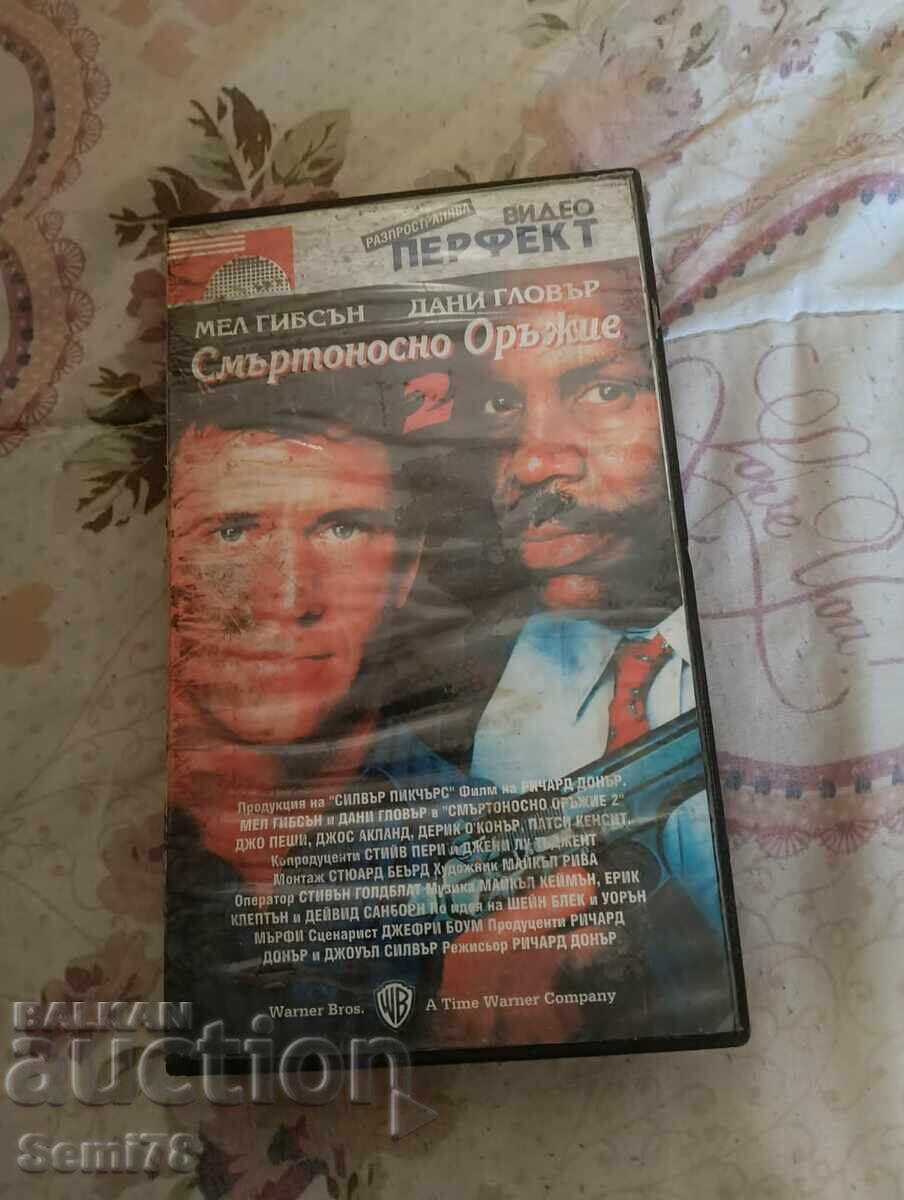 РАЗПРОСТРАНЯВА
ВИДЕО
ПЕРФЕКТ
МЕЛ ГИБСЪН ДАНИ ГЛОВЪР
Смъртоносно Оръжие
2
Продукция на "СИЛВЪР ПИКЧЪРС" Филм на РИЧАРД ДОНЪР.
МЕЛ ГИБСЪН и ДАНИ ГЛОВЪР в "СМЪРТОНОСНО ОРЪЖИЕ 2"
ДЖО ПЕШИ, ДЖОС АКЛАНД, ДЕРИК О'КОНЪР, ПАТСИ КЕНСИТ.
Копродуценти СТИЙВ ПЕРИ и ДЖЕНИ ЛУ
Монтаж СТЮАРД БЕЪРД Художник МАЙКЪЛ РИВА
Оператор СТИВЪН ГОЛДБЛАТ Музика МАЙКЪЛ КЕЙМЪН, ЕРИК
КЛЕПТЪН и ДЕЙВИД САНБОРН По идея на ШЕЙН БЛЕК и УОРЪН
МЪРФИ Сценарист ДЖЕФРИ БОУМ Продуценти РИЧАРД
ДОНЪР и ДЖОУЪЛ СИЛВЪР Режисьор РИЧАРД ДОНЪР
Warner Bros. WB A Time Warner Company
BALKAN
auction
Semi78